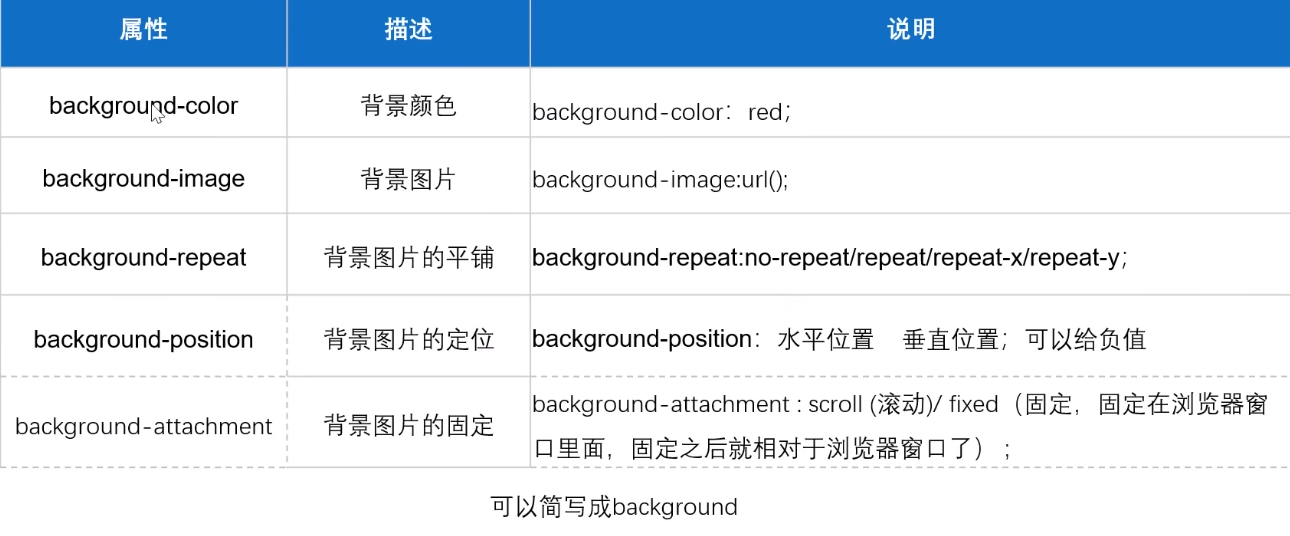 属性 描述 说明
background-color 背景颜色 background-color：red；
background-image 背景图片 background-image:url();
background-repeat 背景图片的平铺 background-repeat:no-repeat/repeat/repeat-x/repeat-y；
background-position 背景图片的定位 background-position：水平位置 垂直位置；可以给负值
background-attachment 背景图片的固定 background-attachment : scroll (滚动)/ fixed（固定，固定在浏览器窗
口里面，固定之后就相对于浏览器窗口了）;
可以简写成background